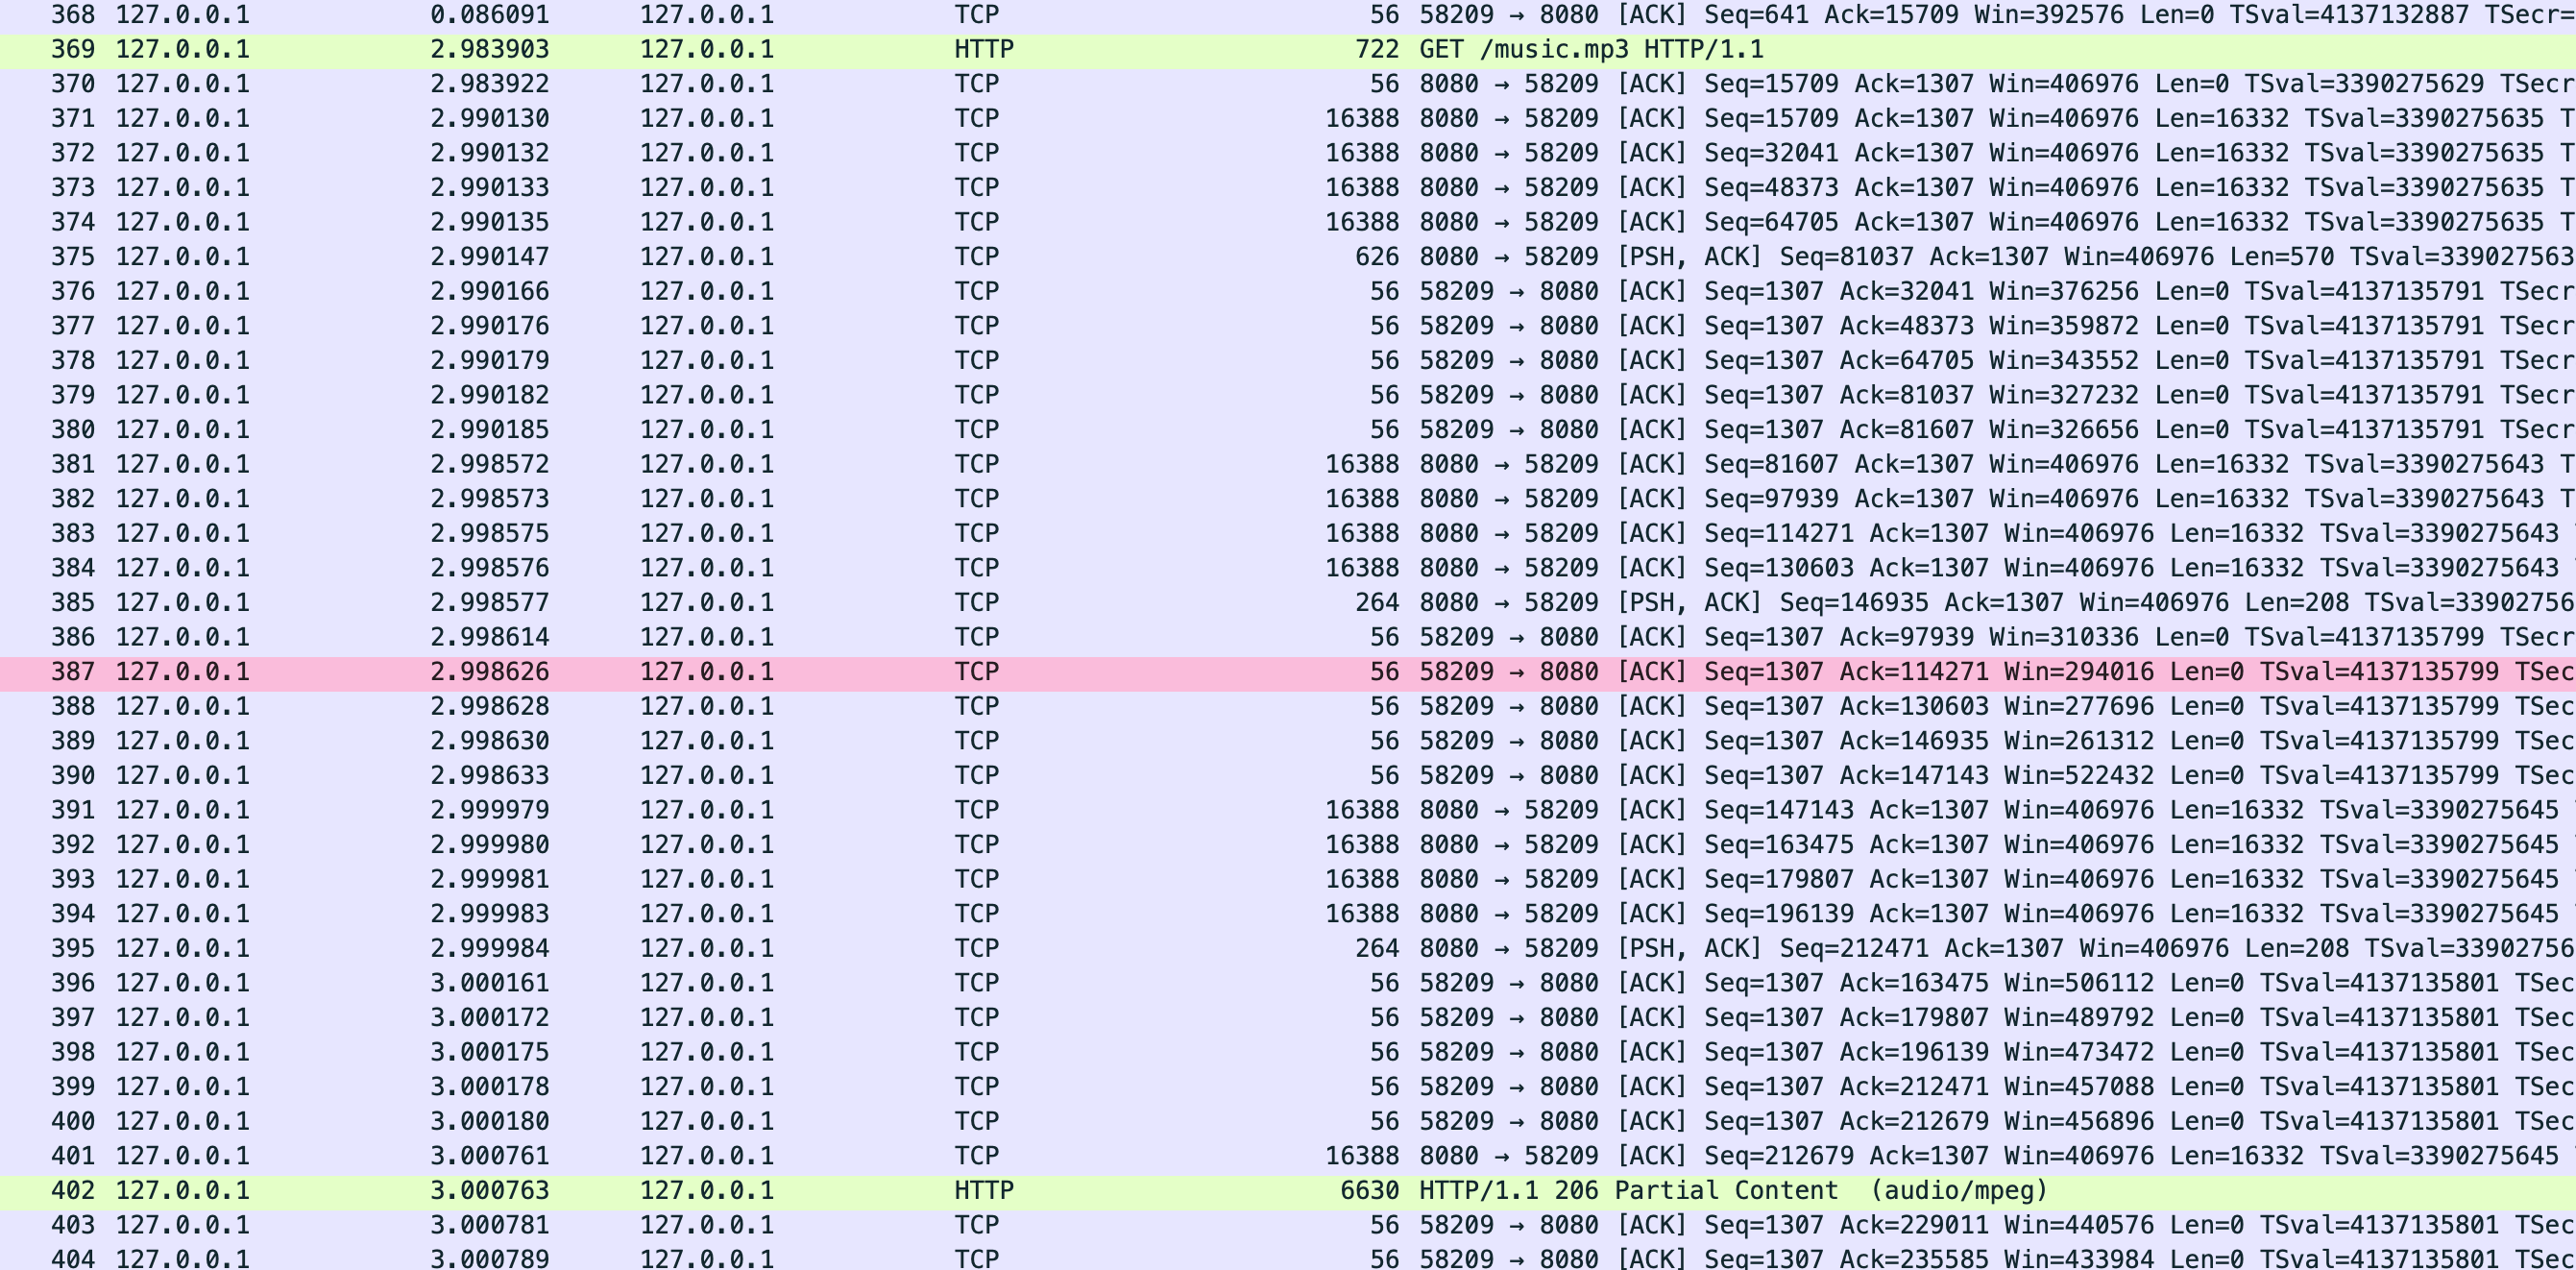 368 127.0.0.1 0.086091 127.0.0.1 TCP 56 58209 → 8080 [ACK] Seq=641 Ack=15709 Win=392576 Len=0 TSval=4137132887 TSecr=
369 127.0.0.1 2.983903 127.0.0.1 HTTP 722 GET /music.mp3 HTTP/1.1
370 127.0.0.1 2.983922 127.0.0.1 TCP 56 8080 → 58209 [ACK] Seq=15709 Ack=1307 Win=406976 Len=0 TSval=3390275629 TSecr
371 127.0.0.1 2.990130 127.0.0.1 TCP 16388 8080 → 58209 [ACK] Seq=15709 Ack=1307 Win=406976 Len=16332 TSval=3390275635 T
372 127.0.0.1 2.990132 127.0.0.1 TCP 16388 8080 → 58209 [ACK] Seq=32041 Ack=1307 Win=406976 Len=16332 TSval=3390275635 T
373 127.0.0.1 2.990133 127.0.0.1 TCP 16388 8080 → 58209 [ACK] Seq=48373 Ack=1307 Win=406976 Len=16332 TSval=3390275635 T
374 127.0.0.1 2.990135 127.0.0.1 TCP 16388 8080 → 58209 [ACK] Seq=64705 Ack=1307 Win=406976 Len=16332 TSval=3390275635 T
375 127.0.0.1 2.990147 127.0.0.1 TCP 626 8080 → 58209 [PSH, ACK] Seq=81037 Ack=1307 Win=406976 Len=570 TSval=339027563
376 127.0.0.1 2.990166 127.0.0.1 TCP 56 58209 → 8080 [ACK] Seq=1307 Ack=32041 Win=376256 Len=0 TSval=4137135791 TSecr
377 127.0.0.1 2.990176 127.0.0.1 TCP 56 58209 → 8080 [ACK] Seq=1307 Ack=48373 Win=359872 Len=0 TSval=4137135791 TSecr
378 127.0.0.1 2.990179 127.0.0.1 TCP 56 58209 → 8080 [ACK] Seq=1307 Ack=64705 Win=343552 Len=0 TSval=4137135791 TSecr
379 127.0.0.1 2.990182 127.0.0.1 TCP 56 58209 → 8080 [ACK] Seq=1307 Ack=81037 Win=327232 Len=0 TSval=4137135791 TSecr
380 127.0.0.1 2.990185 127.0.0.1 TCP 56 58209 → 8080 [ACK] Seq=1307 Ack=81607 Win=326656 Len=0 TSval=4137135791 TSecr
381 127.0.0.1 2.998572 127.0.0.1 TCP 16388 8080 → 58209 [ACK] Seq=81607 Ack=1307 Win=406976 Len=16332 TSval=3390275643 T
382 127.0.0.1 2.998573 127.0.0.1 TCP 16388 8080 → 58209 [ACK] Seq=97939 Ack=1307 Win=406976 Len=16332 TSval=3390275643 T
383 127.0.0.1 2.998575 127.0.0.1 TCP 16388 8080 → 58209 [ACK] Seq=114271 Ack=1307 Win=406976 Len=16332 TSval=3390275643
384 127.0.0.1 2.998576 127.0.0.1 TCP 16388 8080 → 58209 [ACK] Seq=130603 Ack=1307 Win=406976 Len=16332 TSval=3390275643
385 127.0.0.1 2.998577 127.0.0.1 TCP 264 8080 → 58209 [PSH, ACK] Seq=146935 Ack=1307 Win=406976 Len=208 TSval=33902756
386 127.0.0.1 2.998614 127.0.0.1 TCP 56 58209 → 8080 [ACK] Seq=1307 Ack=97939 Win=310336 Len=0 TSval=4137135799 TSecr
387 127.0.0.1 2.998626 127.0.0.1 TCP 56 58209 → 8080 [ACK] Seq=1307 Ack=114271 Win=294016 Len=0 TSval=4137135799 TSec
388 127.0.0.1 2.998628 127.0.0.1 TCP 56 58209 → 8080 [ACK] Seq=1307 Ack=130603 Win=277696 Len=0 TSval=4137135799 TSec
389 127.0.0.1 2.998630 127.0.0.1 TCP 56 58209 → 8080 [ACK] Seq=1307 Ack=146935 Win=261312 Len=0 TSval=4137135799 TSec
390 127.0.0.1 2.998633 127.0.0.1 TCP 56 58209 → 8080 [ACK] Seq=1307 Ack=147143 Win=522432 Len=0 TSval=4137135799 TSec
391 127.0.0.1 2.999979 127.0.0.1 TCP 16388 8080 → 58209 [ACK] Seq=147143 Ack=1307 Win=406976 Len=16332 TSval=3390275645
392 127.0.0.1 2.999980 127.0.0.1 TCP 16388 8080 → 58209 [ACK] Seq=163475 Ack=1307 Win=406976 Len=16332 TSval=3390275645
393 127.0.0.1 2.999981 127.0.0.1 TCP 16388 8080 → 58209 [ACK] Seq=179807 Ack=1307 Win=406976 Len=16332 TSval=3390275645
394 127.0.0.1 2.999983 127.0.0.1 TCP 16388 8080 → 58209 [ACK] Seq=196139 Ack=1307 Win=406976 Len=16332 TSval=3390275645
395 127.0.0.1 2.999984 127.0.0.1 TCP 264 8080 → 58209 [PSH, ACK] Seq=212471 Ack=1307 Win=406976 Len=208 TSval=33902756
396 127.0.0.1 3.000161 127.0.0.1 TCP 56 58209 → 8080 [ACK] Seq=1307 Ack=163475 Win=506112 Len=0 TSval=4137135801 TSec
397 127.0.0.1 3.000172 127.0.0.1 TCP 56 58209 → 8080 [ACK] Seq=1307 Ack=179807 Win=489792 Len=0 TSval=4137135801 TSec
398 127.0.0.1 3.000175 127.0.0.1 TCP 56 58209 → 8080 [ACK] Seq=1307 Ack=196139 Win=473472 Len=0 TSval=4137135801 TSec
399 127.0.0.1 3.000178 127.0.0.1 TCP 56 58209 → 8080 [ACK] Seq=1307 Ack=212471 Win=457088 Len=0 TSval=4137135801 TSec
400 127.0.0.1 3.000180 127.0.0.1 TCP 56 58209 → 8080 [ACK] Seq=1307 Ack=212679 Win=456896 Len=0 TSval=4137135801 TSec
401 127.0.0.1 3.000761 127.0.0.1 TCP 16388 8080 → 58209 [ACK] Seq=212679 Ack=1307 Win=406976 Len=16332 TSval=3390275645
402 127.0.0.1 3.000763 127.0.0.1 HTTP 6630 HTTP/1.1 206 Partial Content (audio/mpeg)
403 127.0.0.1 3.000781 127.0.0.1 TCP 56 58209 → 8080 [ACK] Seq=1307 Ack=229011 Win=440576 Len=0 TSval=4137135801 TSec
404 127.0.0.1 3.000789 127.0.0.1 TCP 56 58209 → 8080 [ACK] Seq=1307 Ack=235585 Win=433984 Len=0 TSval=4137135801 TSec